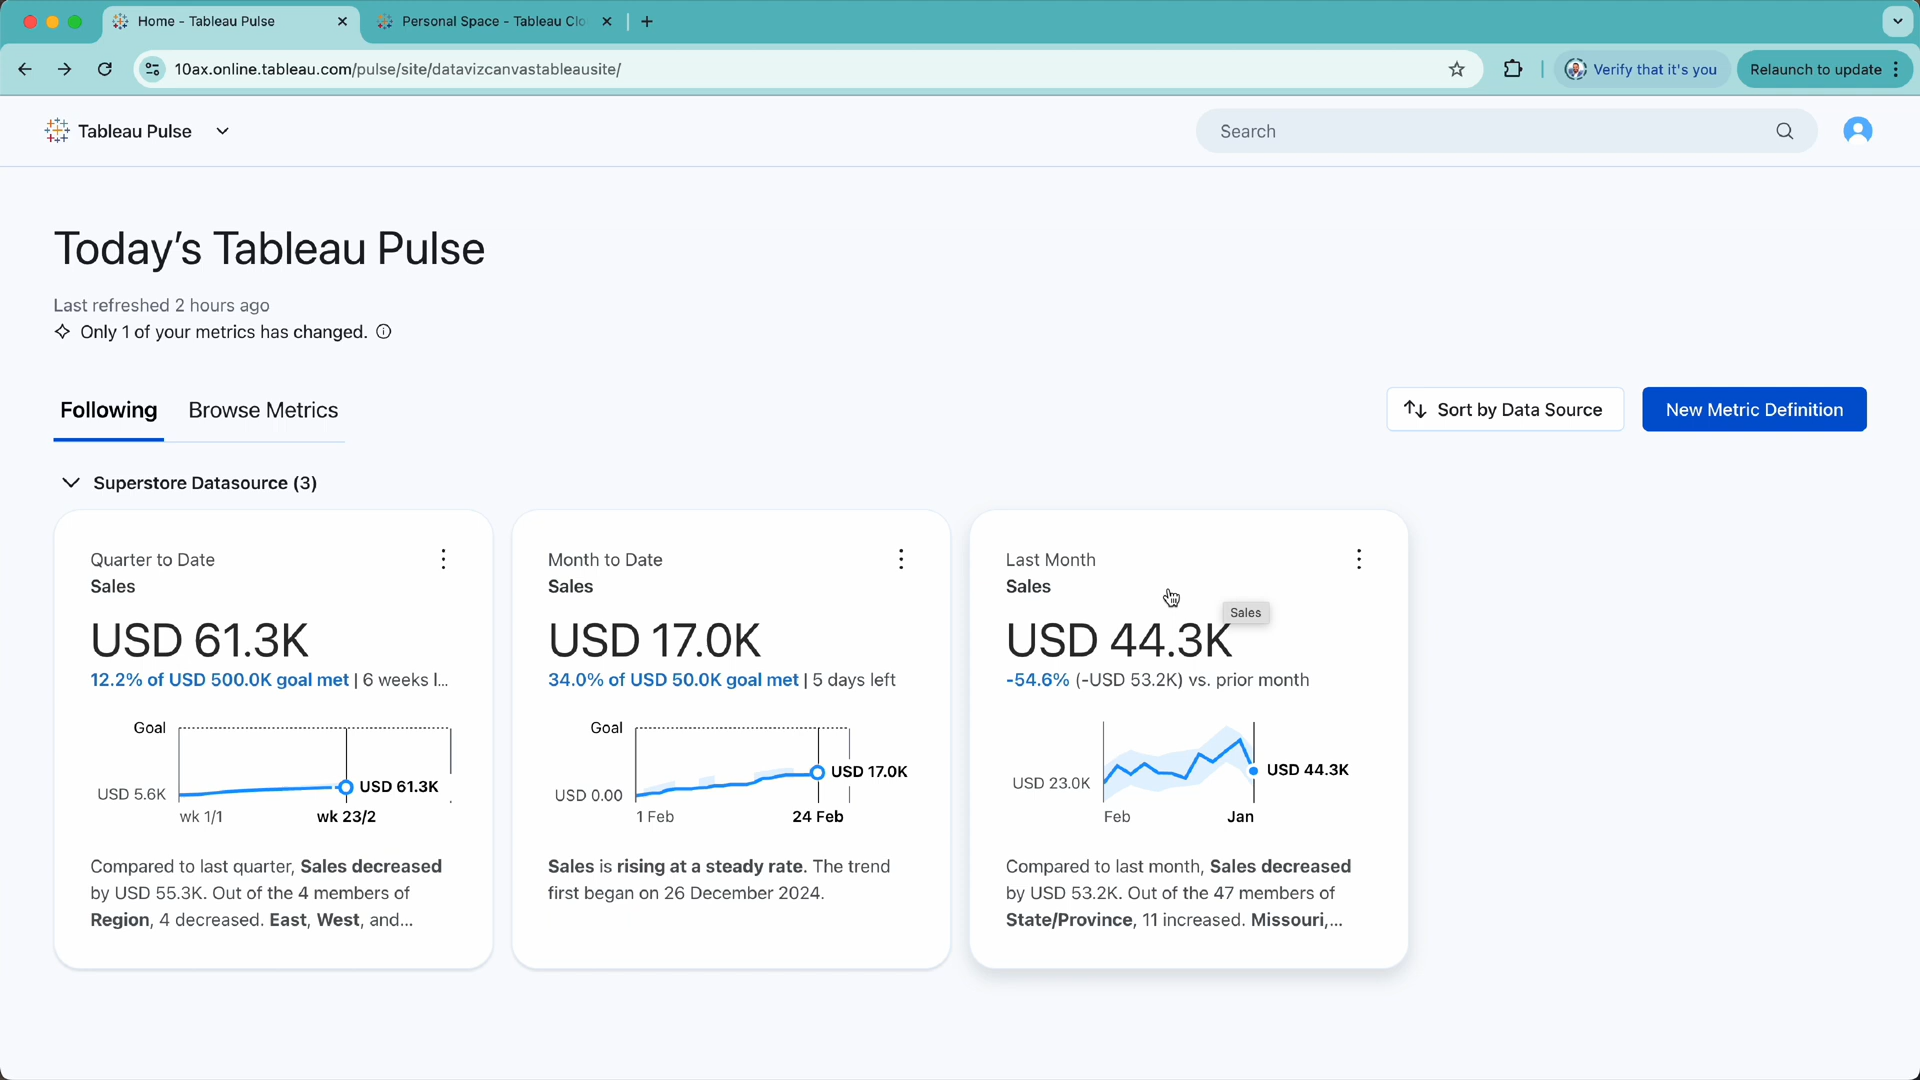 Home - Tableau Pulse
Personal Space - Tableau Clo
10ax.online.tableau.com/pulse/site/datavizcanvastableausite/
Verify that it's you
Relaunch to update
Tableau Pulse
Search
Today's Tableau Pulse
Last refreshed 2 hours ago
Only 1 of your metrics has changed.
Following
Browse Metrics
Sort by Data Source
New Metric Definition
Superstore Datasource (3)
Quarter to Date
Sales
USD 61.3K
12.2% of USD 500.0K goal met | 6 weeks l...
Goal
USD 5.6K
USD 61.3K
wk 1/1
wk 23/2
Compared to last quarter, Sales decreased
by USD 55.3K. Out of the 4 members of
Region, 4 decreased. East, West, and...
Month to Date
Sales
USD 17.0K
34.0% of USD 50.0K goal met | 5 days left
Goal
USD 0.00
USD 17.0K
1 Feb
24 Feb
Sales is rising at a steady rate. The trend
first began on 26 December 2024.
Last Month
Sales
Sales
USD 44.3K
-54.6% (-USD 53.2K) vs. prior month
USD 23.0K
USD 44.3K
Feb
Jan
Compared to last month, Sales decreased
by USD 53.2K. Out of the 47 members of
State/Province, 11 increased. Missouri,...